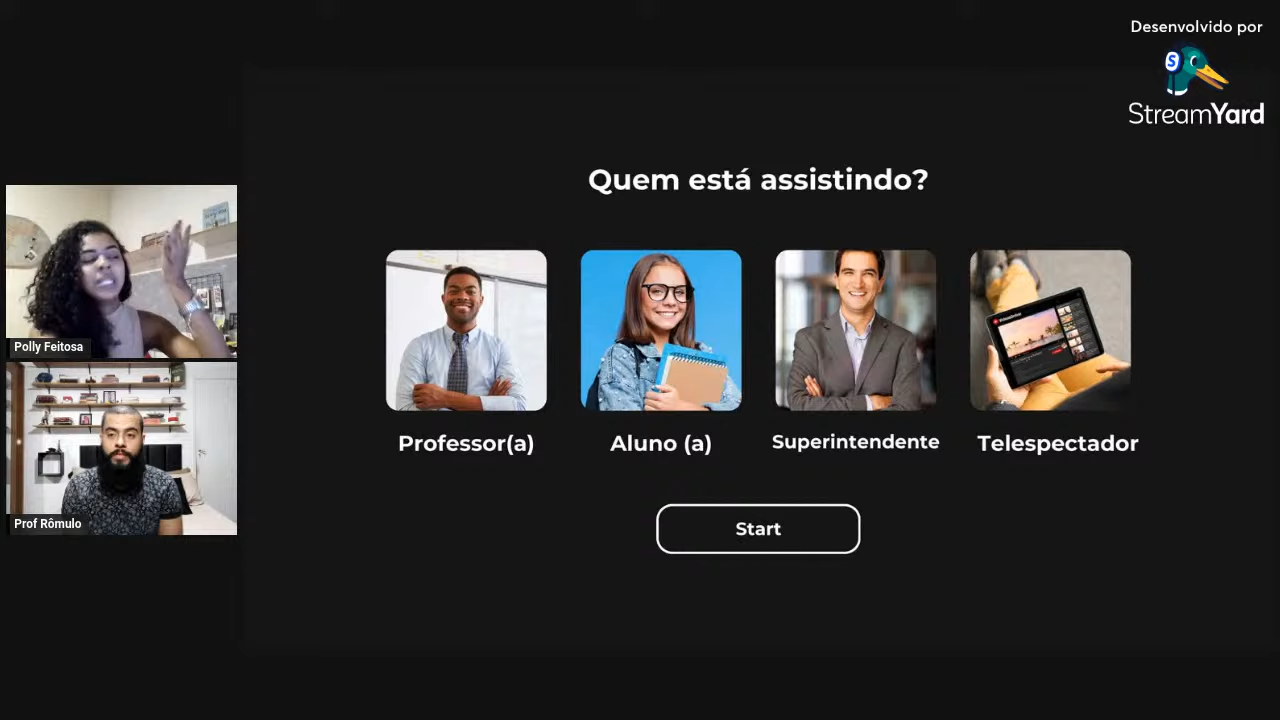 Desenvolvido por
StreamYard
Quem está assistindo?
Professor(a)
Aluno (a)
Superintendente
Telespectador
Start
Polly Feitosa
Prof Rômulo